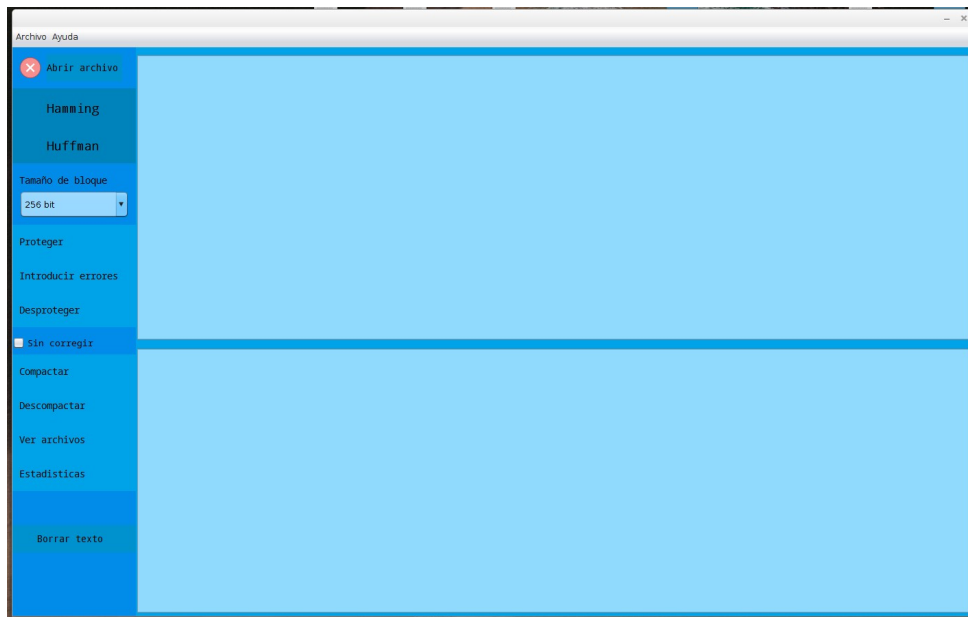 Archivo Ayuda
Abrir archivo
Hamming
Huffman
Tamaño de bloque
256 bit
Proteger
Introducir errores
Desproteger
Sin corregir
Compactar
Descompactar
Ver archivos
Estadisticas
Borrar texto